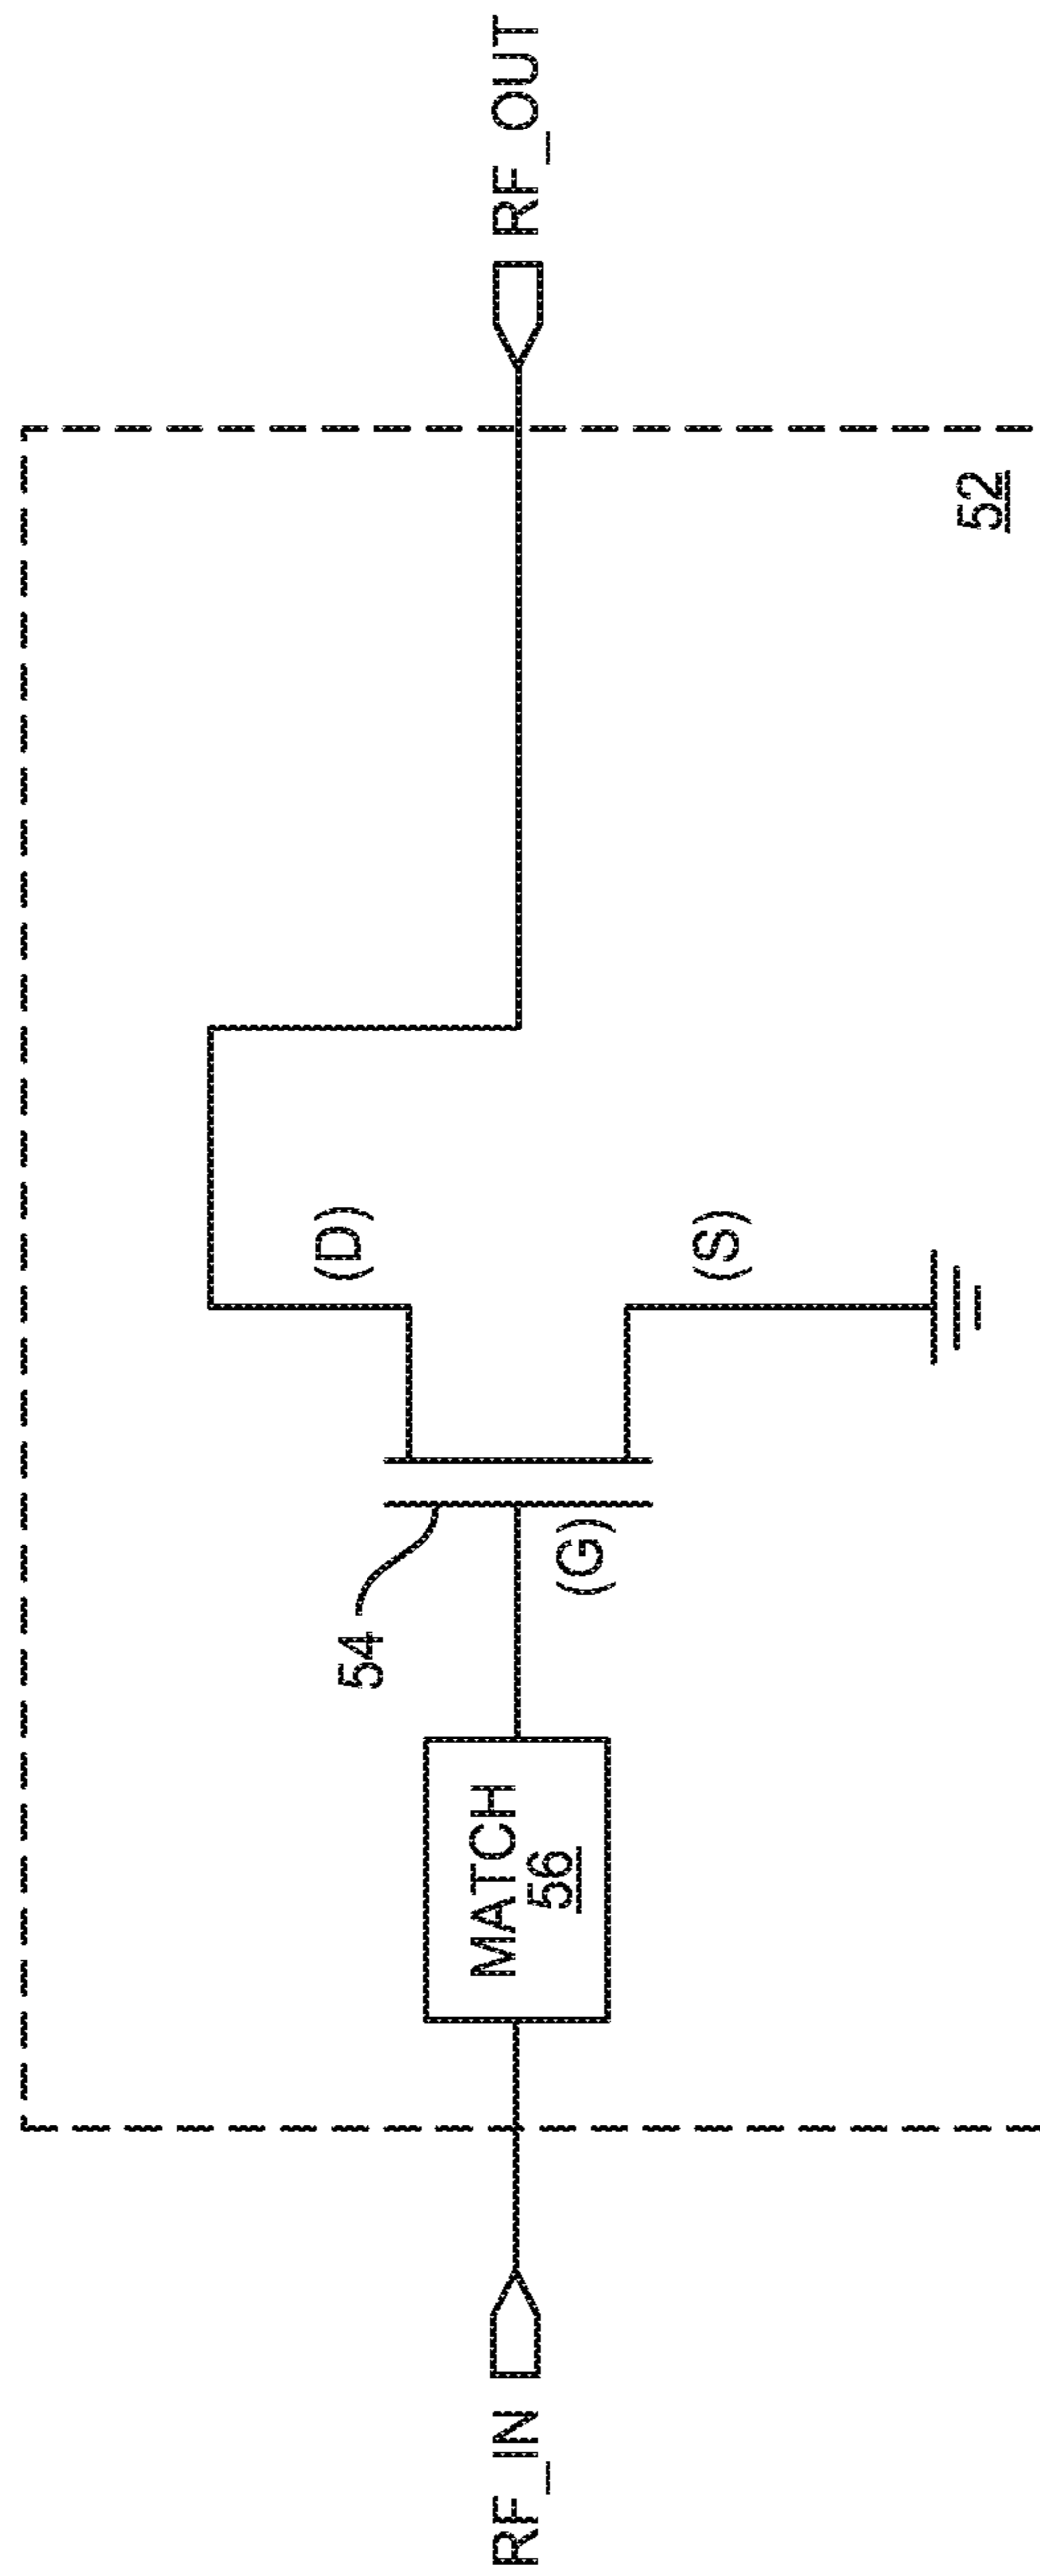 RF_IN
MATCH
56
54
(G)
(D)
(S)
52
RF_OUT